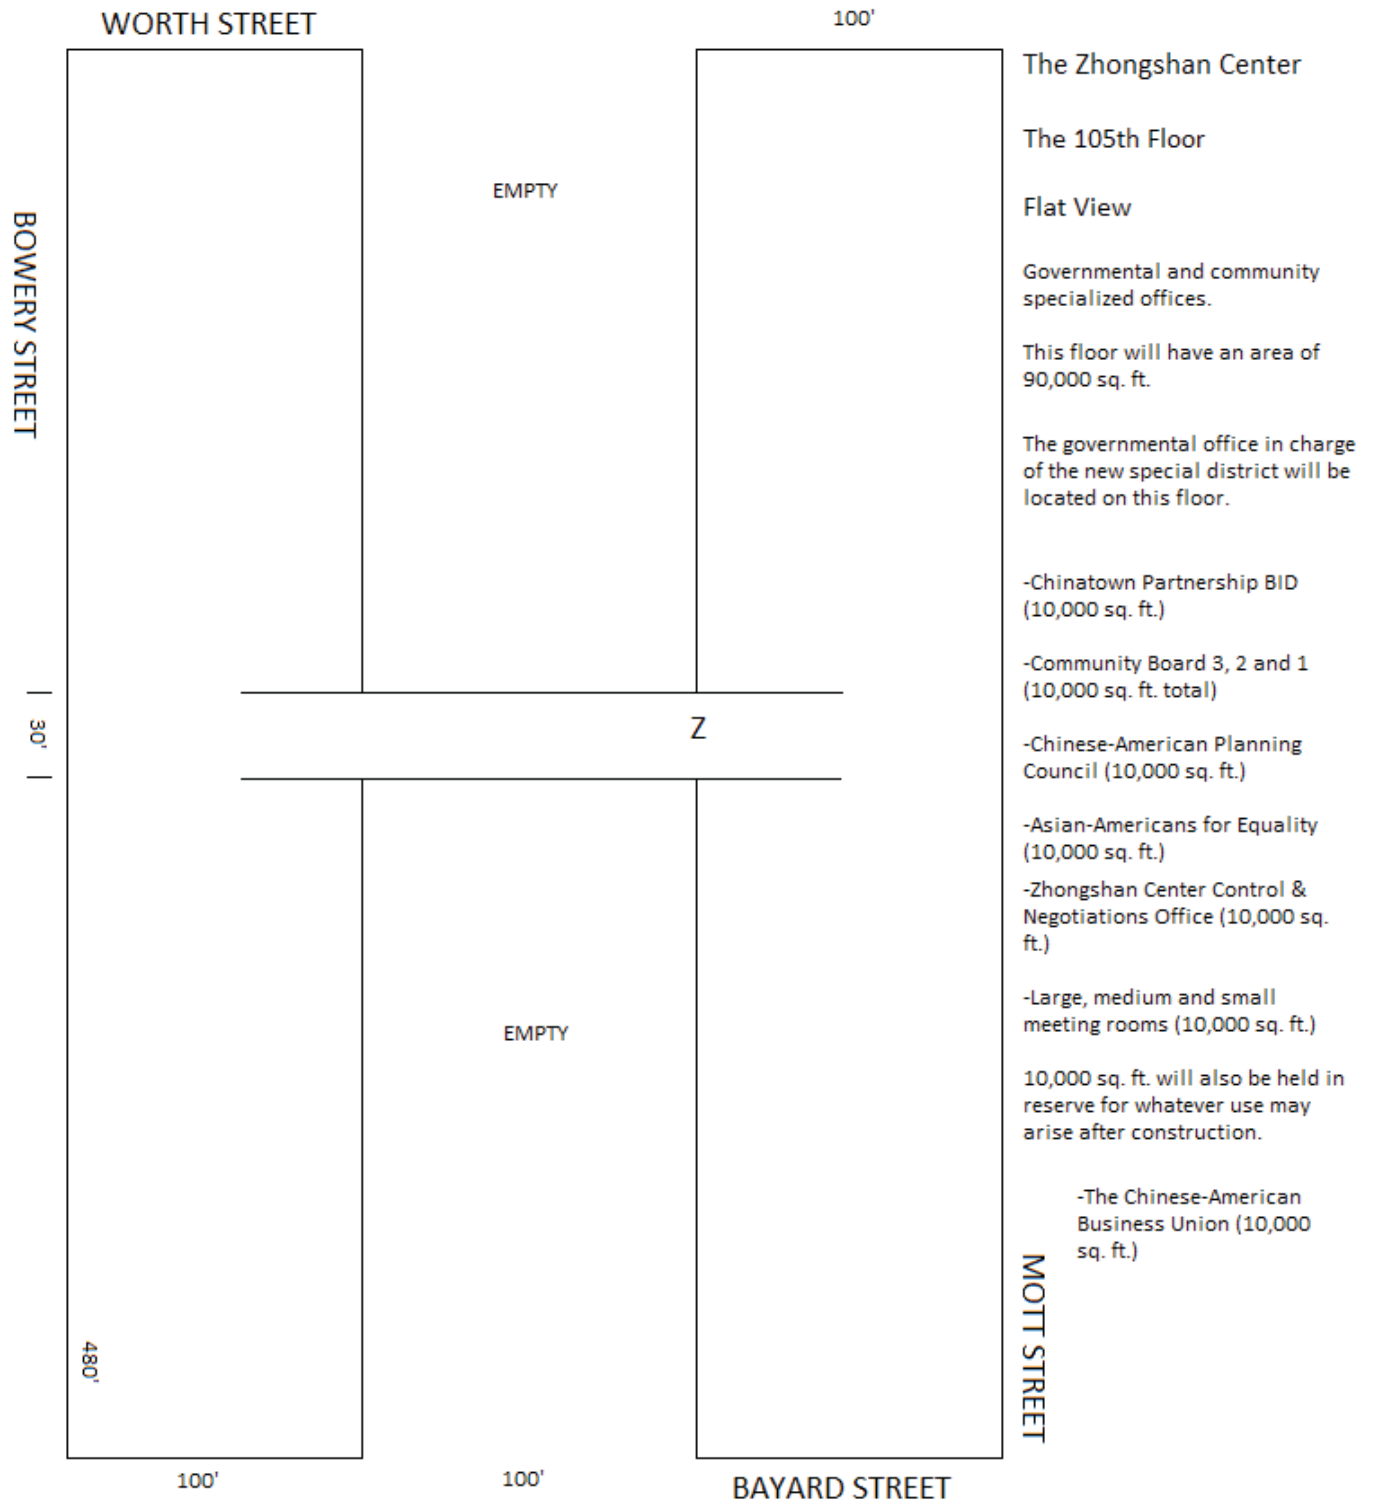 WORTH STREET
100'
The Zhongshan Center
The 105th Floor
Flat View
Governmental and community
specialized offices.
This floor will have an area of
90,000 sq. ft.
The governmental office in charge
of the new special district will be
located on this floor.
-Chinatown Partnership BID
(10,000 sq. ft.)
-Community Board 3, 2 and 1
(10,000 sq. ft. total)
-Chinese-American Planning
Council (10,000 sq. ft.)
-Asian-Americans for Equality
(10,000 sq. ft.)
-Zhongshan Center Control &
Negotiations Office (10,000 sq.
ft.)
-Large, medium and small
meeting rooms (10,000 sq. ft.)
10,000 sq. ft. will also be held in
reserve for whatever use may
arise after construction.
-The Chinese-American
Business Union (10,000
sq. ft.)
EMPTY
BOWERY STREET
30'
Z
EMPTY
480'
MOTT STREET
100'
100'
BAYARD STREET